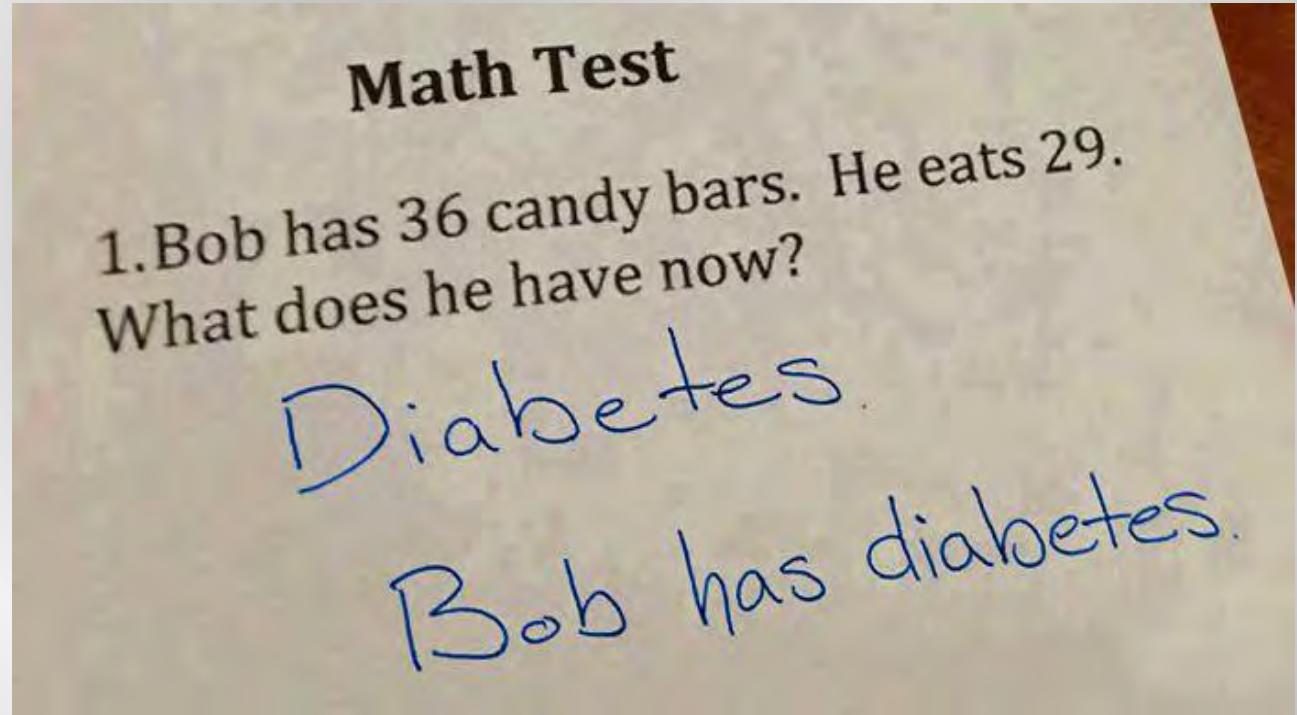 Math Test
1.Bob has 36 candy bars. He eats 29.
What does he have now?
Diabetes.
Bob has diabetes.